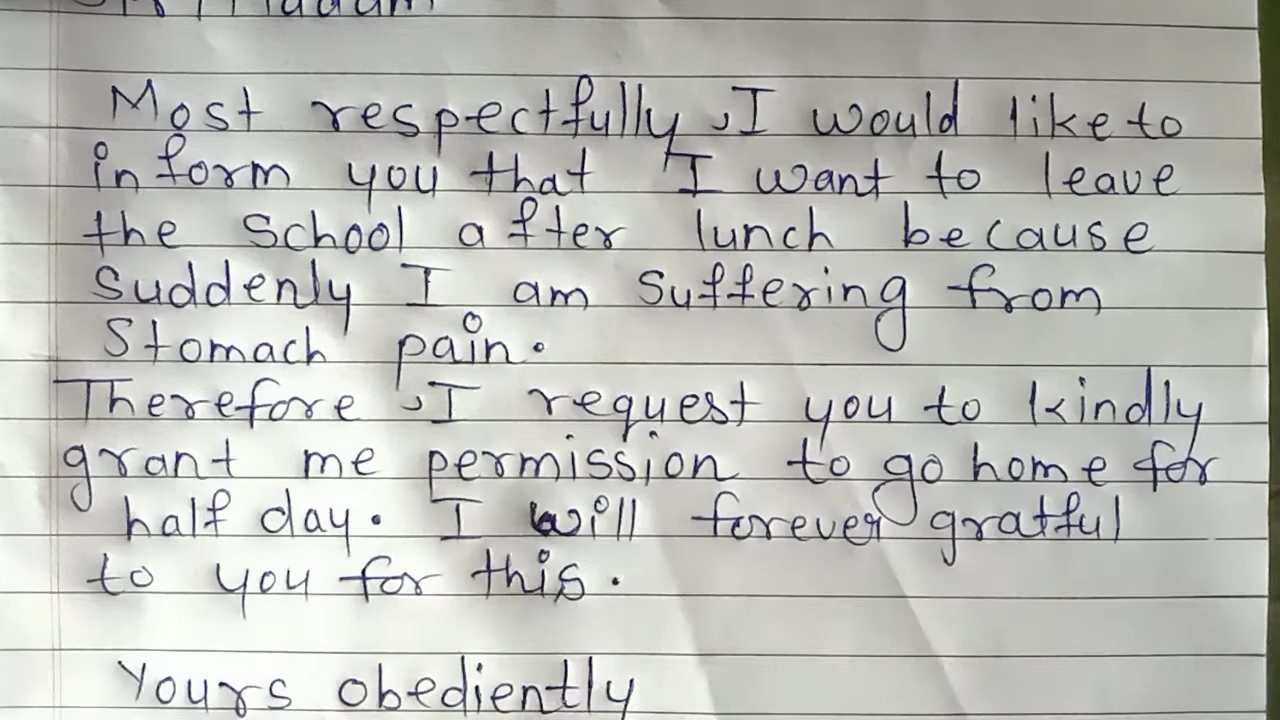 Most respectfully, I would like to
inform you that I want to leave
the School after lunch because
Suddenly I am Suffering from
Stomach pain.
Therefore, I request you to kindly
grant me permission to go home for
half day. I will forever gratful
to you for this.
Yours obediently